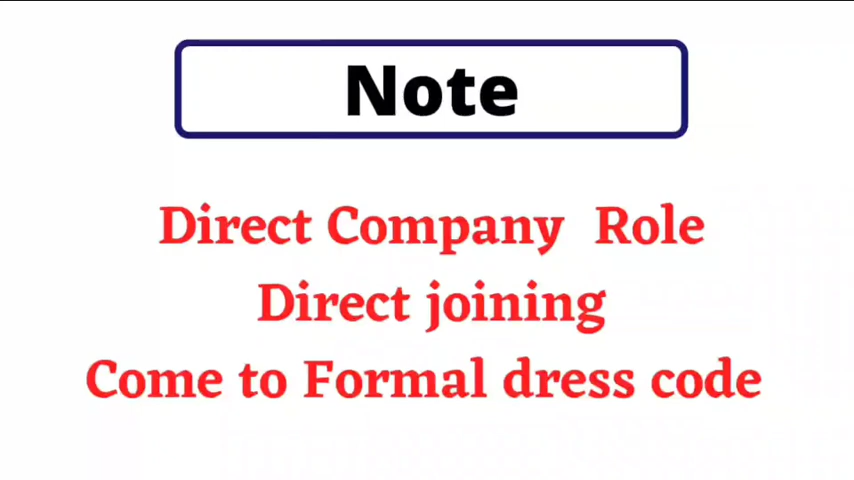 Note
Direct Company Role
Direct joining
Come to Formal dress code